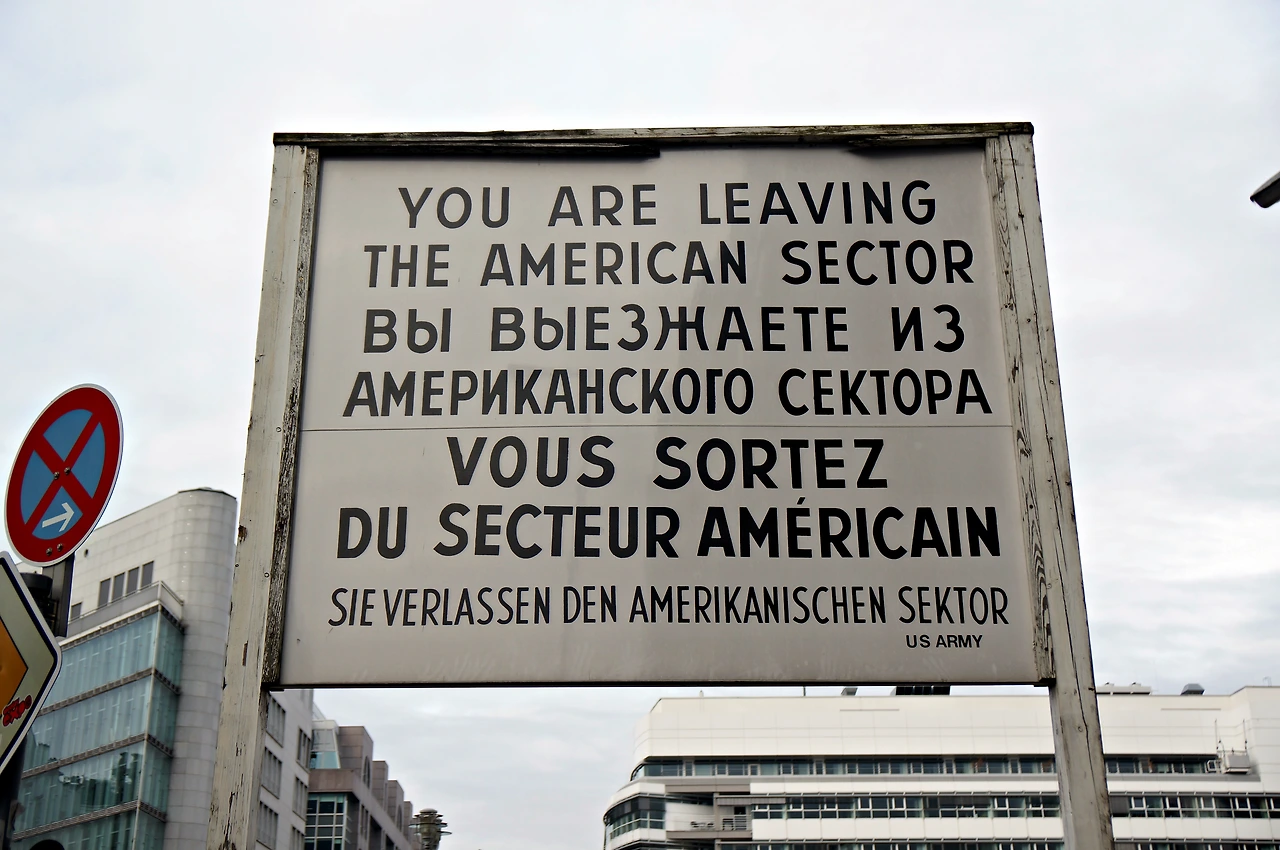 YOU ARE LEAVING
THE AMERICAN SECTOR
ВЫ ВЫЕЗЖАЕТЕ ИЗ
АМЕРИКАНСКОГО СЕКТОРА
VOUS SORTEZ
DU SECTEUR AMÉRICAIN
SIE VERLASSEN DEN AMERIKANISCHEN SEKTOR
US ARMY